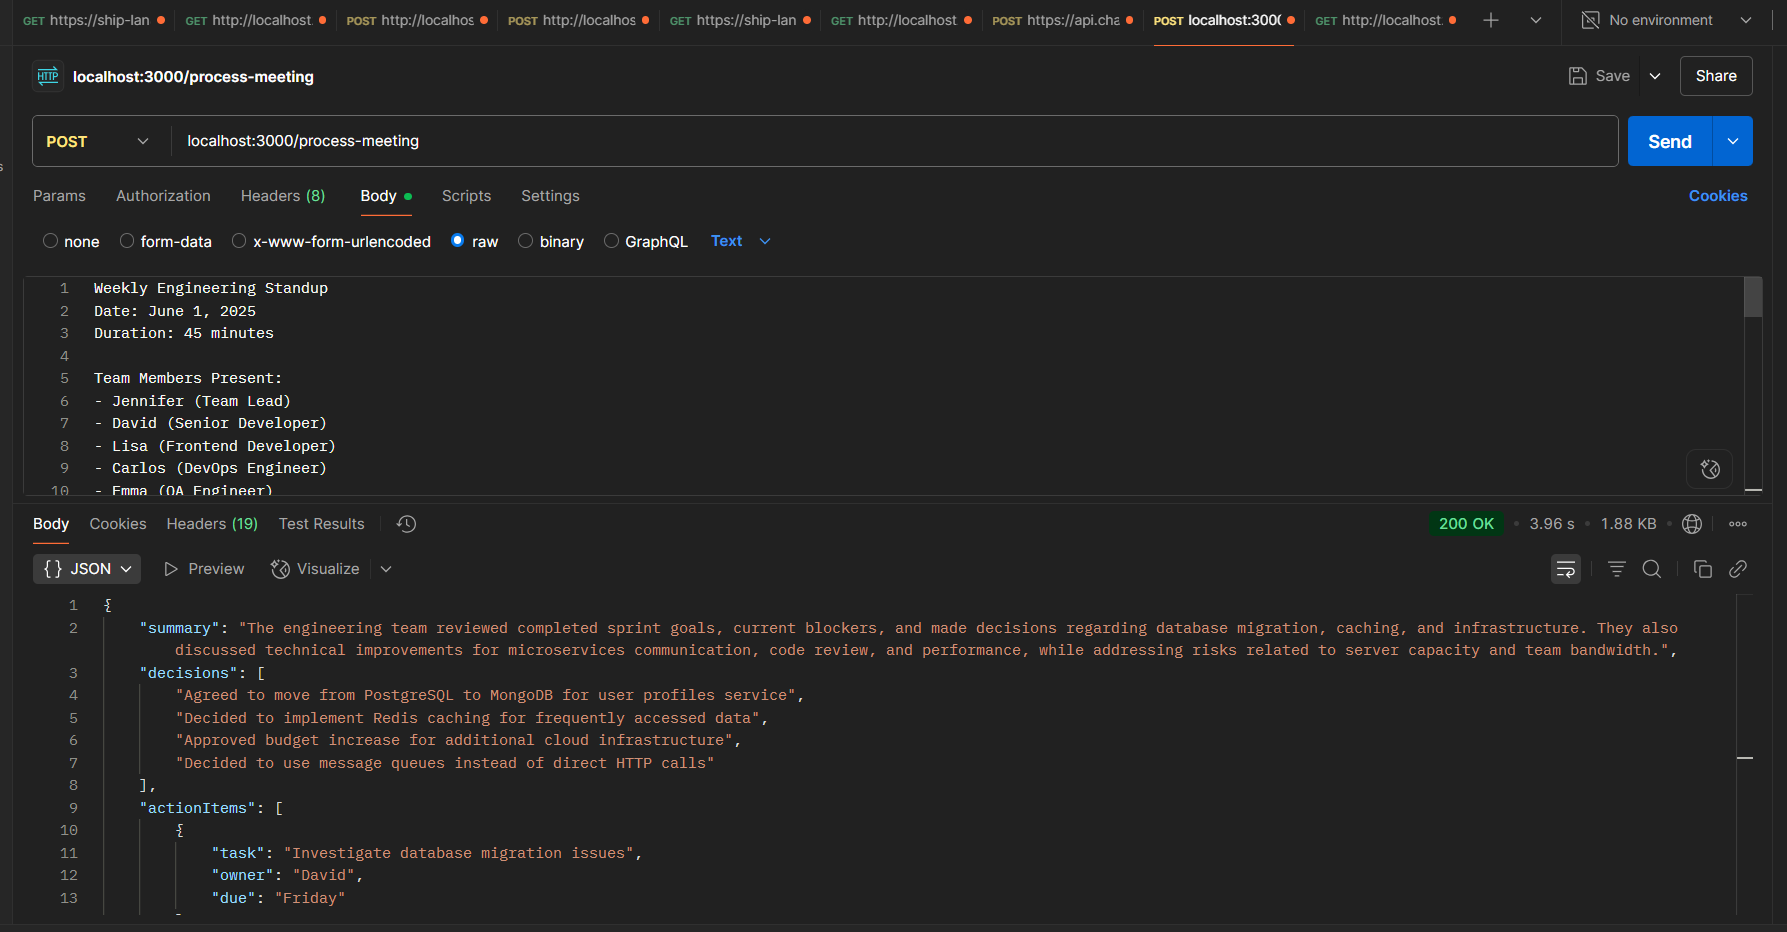 GET https://ship-lan GET http://localhost. POST http://localhos POST http://localhos GET https://ship-lan GET http://localhost POST https://api.cha POST localhost:300( GET http://localhost. No environment
HTTP localhost:3000/process-meeting Save Share
POST localhost:3000/process-meeting Send
s
Params Authorization Headers (8) Body Scripts Settings Cookies
none form-data x-www-form-urlencoded raw binary GraphQL Text
1 Weekly Engineering Standup
2 Date: June 1, 2025
3 Duration: 45 minutes
4
5 Team Members Present:
6 - Jennifer (Team Lead)
7 - David (Senior Developer)
8 - Lisa (Frontend Developer)
9 - Carlos (DevOps Engineer)
10 - Emma (QA Engineer)
Body Cookies Headers (19) Test Results 200 OK • 3.96 s • 1.88 KB
{} JSON Preview Visualize
1 {
2 "summary": "The engineering team reviewed completed sprint goals, current blockers, and made decisions regarding database migration, caching, and infrastructure. They also
discussed technical improvements for microservices communication, code review, and performance, while addressing risks related to server capacity and team bandwidth.",
3 "decisions": [
4 "Agreed to move from PostgreSQL to MongoDB for user profiles service",
5 "Decided to implement Redis caching for frequently accessed data",
6 "Approved budget increase for additional cloud infrastructure",
7 "Decided to use message queues instead of direct HTTP calls"
8 ],
9 "actionItems": [
10 {
11 "task": "Investigate database migration issues",
12 "owner": "David",
13 "due": "Friday"